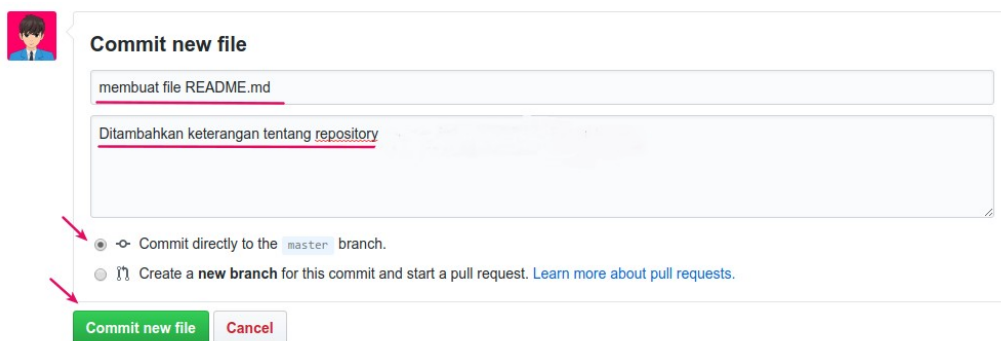 Commit new file
membuat file README.md
Ditambahkan keterangan tentang repository
Commit directly to the master branch.
Create a new branch for this commit and start a pull request. Learn more about pull requests.
Commit new file
Cancel